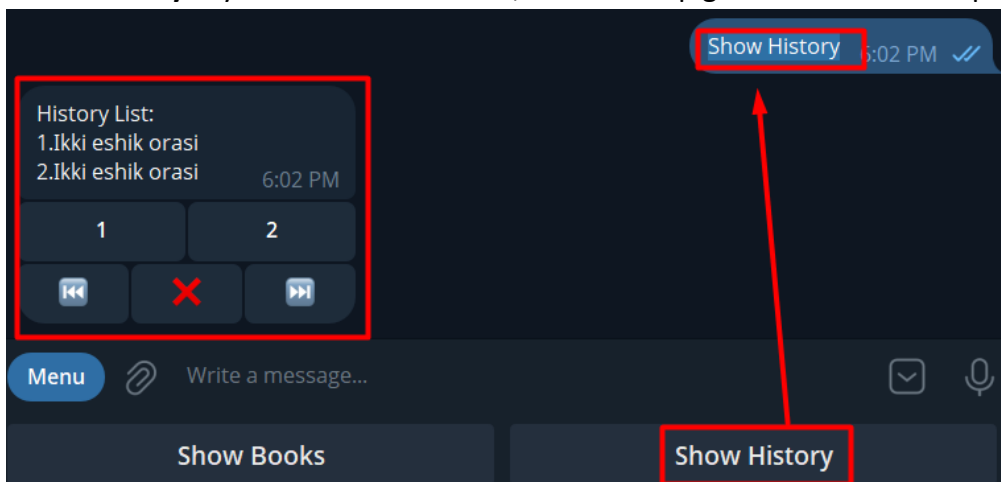 Show History 6:02 PM
History List:
1.Ikki eshik orasi
2.Ikki eshik orasi 6:02 PM
1 2
Menu Write a message...
Show Books Show History